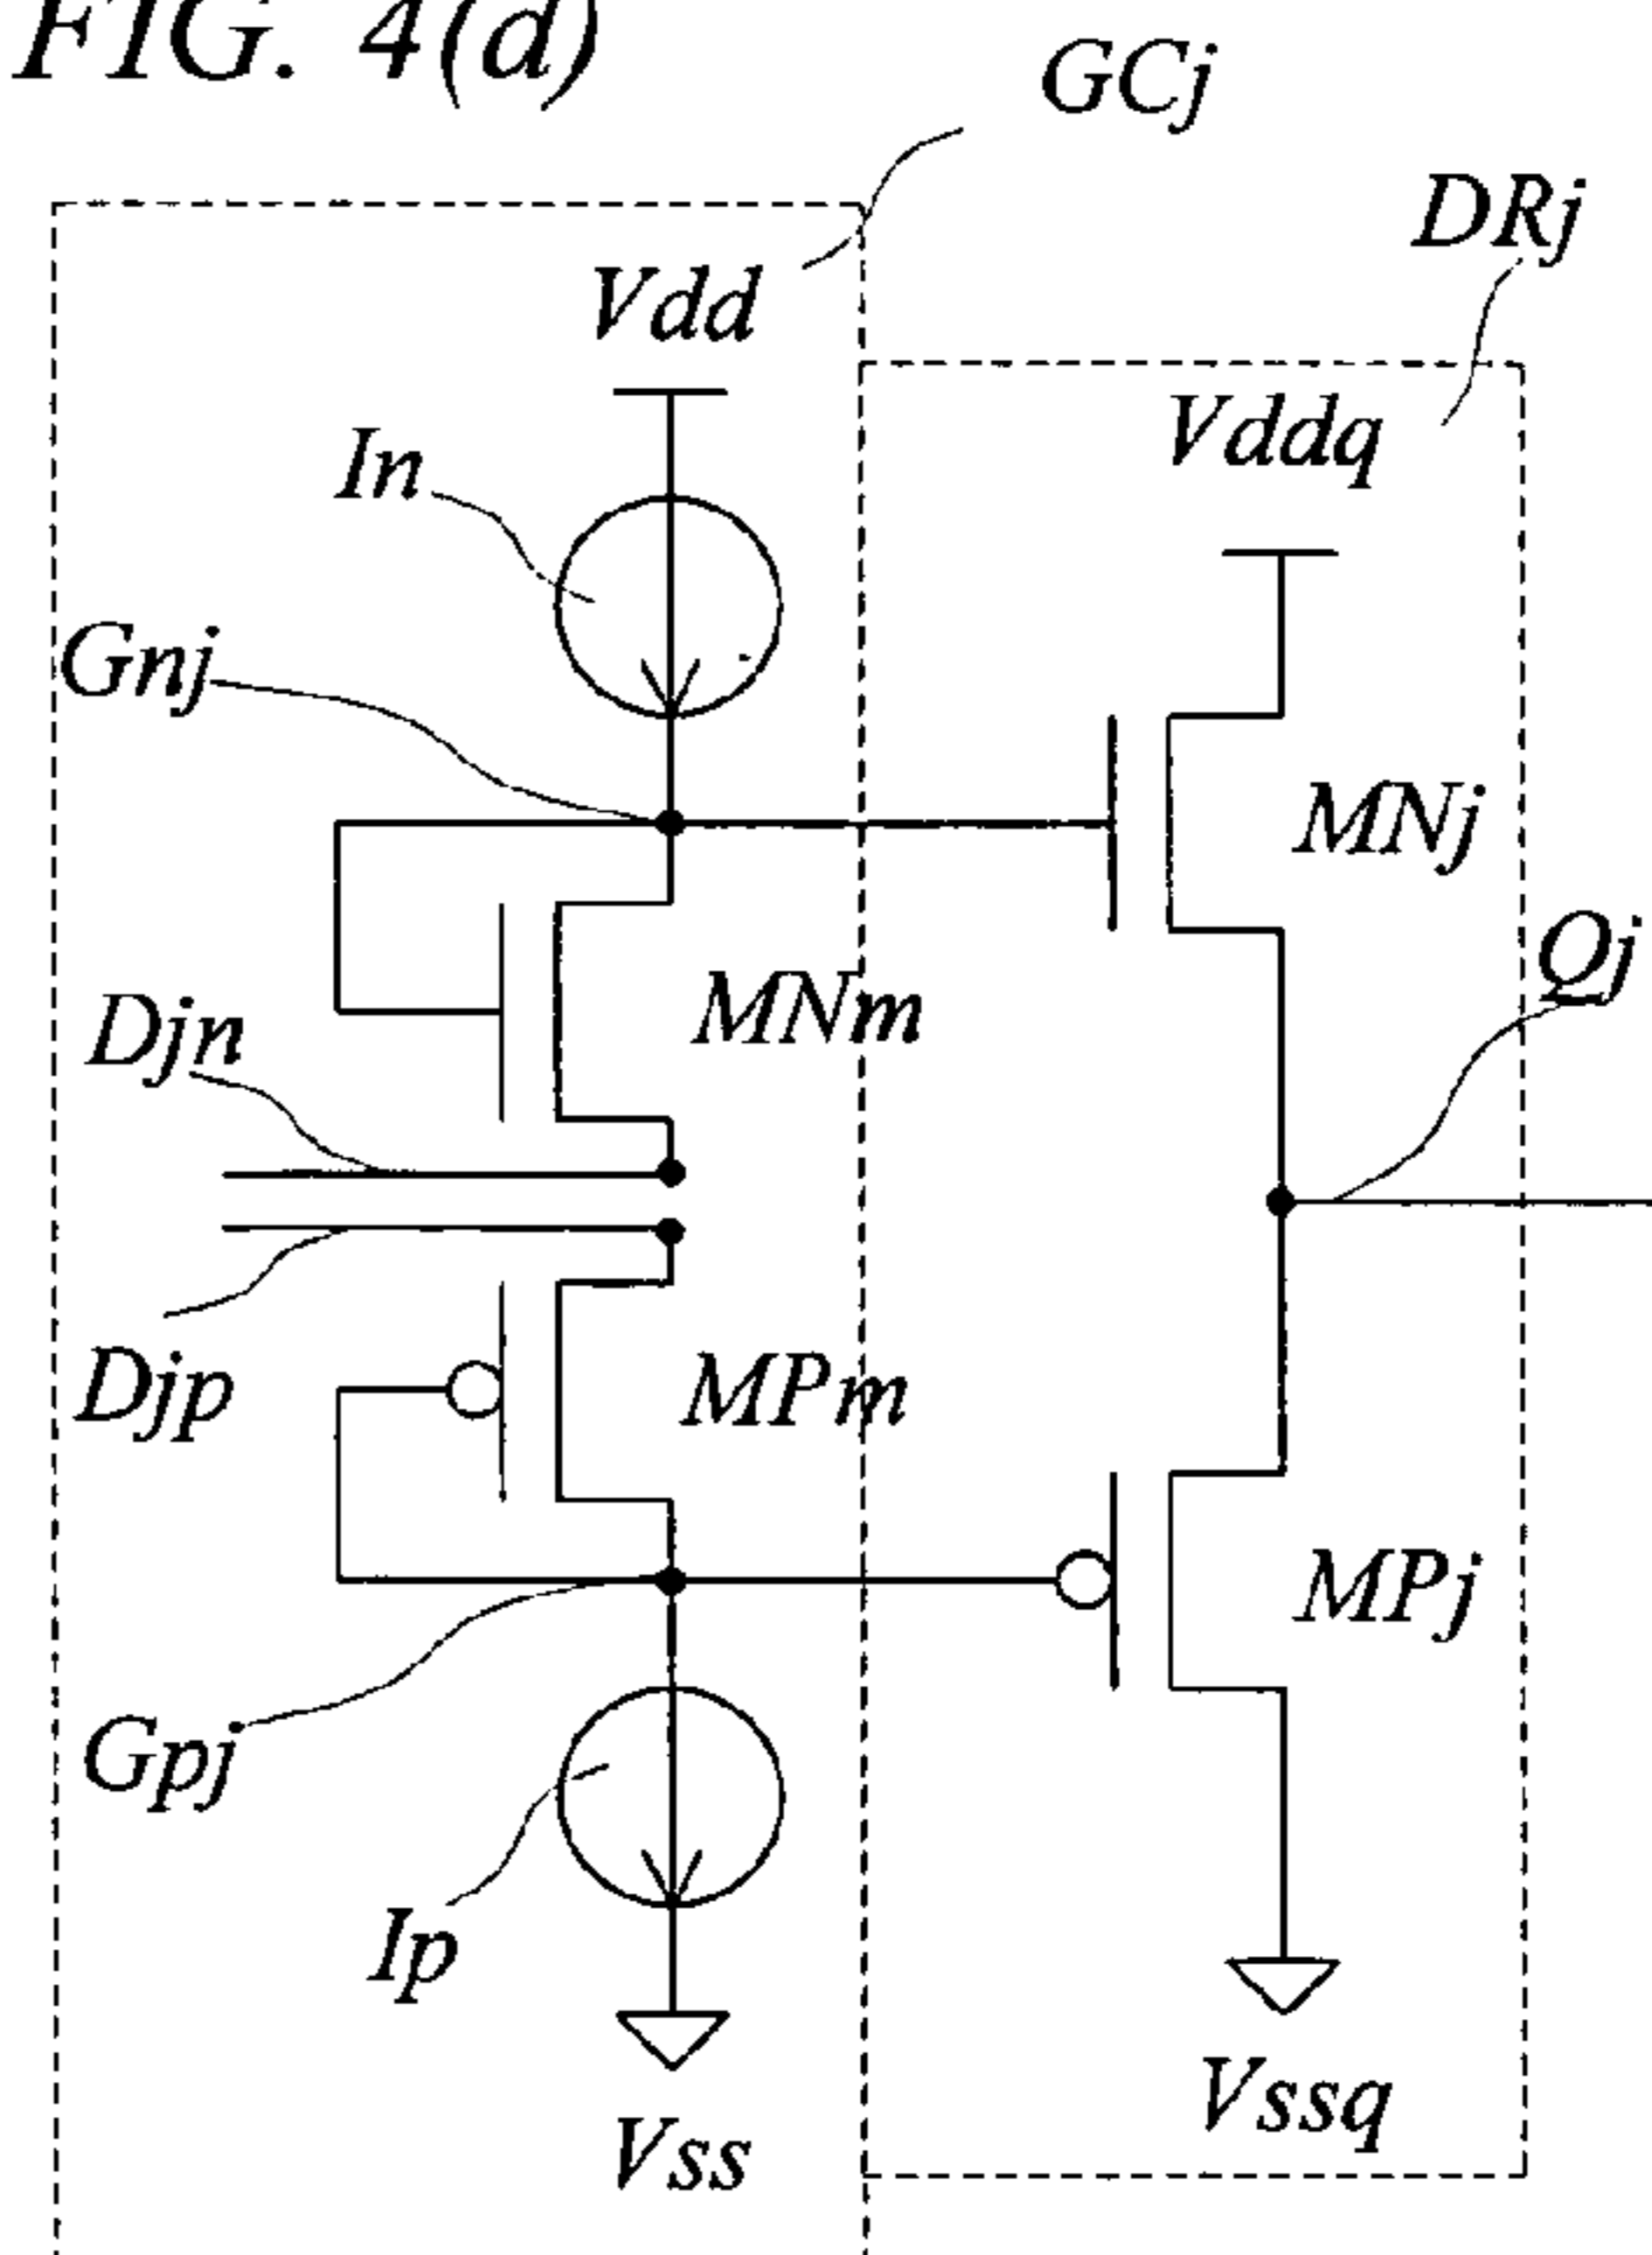 FIG. 4(d)
GCj
DRj
Vdd
Vddq
In
Gnj
MNj
Qj
MNm
Djn
Djp
MPm
MPj
Gpj
Ip
Vssq
Vss